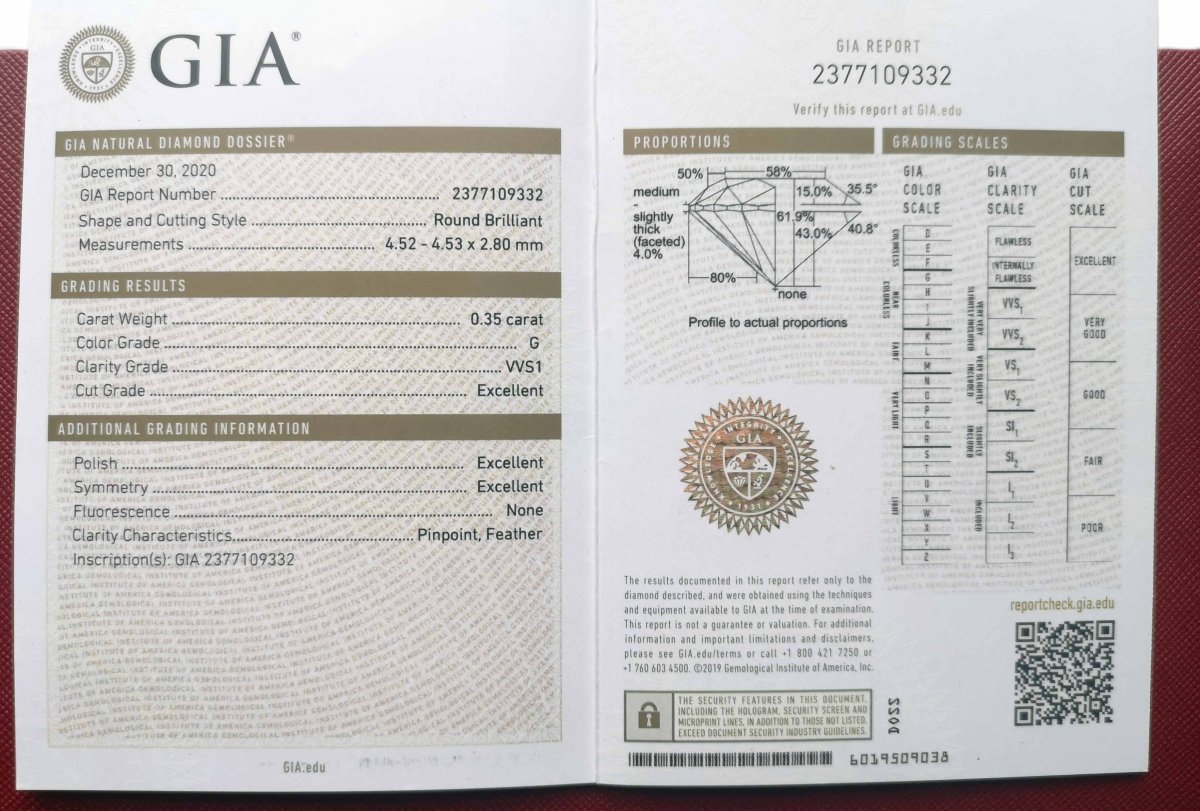 GIA®
GIA NATURAL DIAMOND DOSSIER®
December 30, 2020
GIA Report Number 2377109332
Shape and Cutting Style Round Brilliant
Measurements 4.52 – 4.53 x 2.80 mm
GRADING RESULTS
Carat Weight 0.35 carat
Color Grade G
Clarity Grade VVS1
Cut Grade Excellent
ADDITIONAL GRADING INFORMATION
Polish Excellent
Symmetry Excellent
Fluorescence None
Clarity Characteristics Pinpoint, Feather
Inscription(s): GIA 2377109332
GIA.edu
GIA REPORT
2377109332
Verify this report at GIA.edu
PROPORTIONS
50%
58%
medium
-
slightly
thick
(faceted)
4.0%
15.0%
35.5°
61.9%
43.0%
40.8°
80%
none
Profile to actual proportions
INTEGRITY
GIA
1931
The results documented in this report refer only to the
diamond described, and were obtained using the techniques
and equipment available to GIA at the time of examination.
This report is not a guarantee or valuation. For additional
information and important limitations and disclaimers,
please see GIA.edu/terms or call +1 800 421 7250 or
+1 760 603 4500. ©2019 Gemological Institute of America, Inc.
THE SECURITY FEATURES IN THIS DOCUMENT,
INCLUDING THE HOLOGRAM, SECURITY SCREEN AND
MICROPRINT LINES, IN ADDITION TO THOSE NOT LISTED,
EXCEED DOCUMENT SECURITY INDUSTRY GUIDELINES.
GRADING SCALES
GIA
COLOR
SCALE
COLORLESS
D
E
F
NEAR
COLORLESS
G
H
I
J
FAINT
K
L
M
VERY LIGHT
N
O
P
Q
R
LIGHT
S
T
U
V
W
X
Y
Z
GIA
CLARITY
SCALE
FLAWLESS
INTERNALLY
FLAWLESS
VERY VERY
SLIGHTLY INCLUDED
VVS₁
VVS₂
VERY SLIGHTLY
INCLUDED
VS₁
VS₂
SLIGHTLY
INCLUDED
SI₁
SI₂
INCLUDED
I₁
I₂
I₃
GIA
CUT
SCALE
EXCELLENT
VERY
GOOD
GOOD
FAIR
POOR
reportcheck.gia.edu
DOSS
6019509038